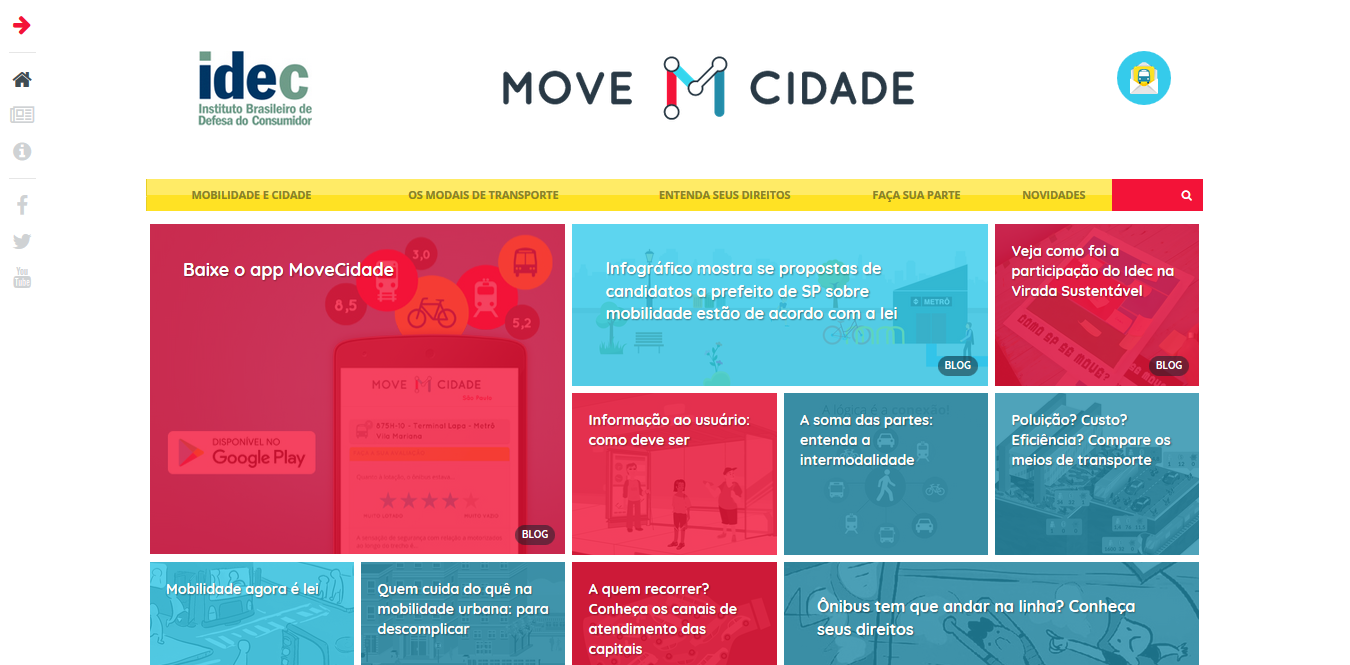 idec
Instituto Brasileiro de
Defesa do Consumidor
MOVE M CIDADE
You
Tube
MOBILIDADE E CIDADE
OS MODAIS DE TRANSPORTE
ENTENDA SEUS DIREITOS
FAÇA SUA PARTE
NOVIDADES
Baixe o app MoveCidade
3,0
8,5
5,2
MOVE M CIDADE
São Paulo
875H-10 - Terminal Lapa - Metrô
Vila Mariana
DISPONÍVEL NO
Google Play
BLOG
Infográfico mostra se propostas de
candidatos a prefeito de SP sobre
mobilidade estão de acordo com a lei
METRÔ
BLOG
Veja como foi a
participação do Idec na
Virada Sustentável
COMO SP SE MOVE?
BLOG
Informação ao usuário:
como deve ser
A lógica é a conexão!
A soma das partes:
entenda a
intermodalidade
Poluição? Custo?
Eficiência? Compare os
meios de transporte
Mobilidade agora é lei
Quem cuida do quê na
mobilidade urbana: para
descomplicar
A quem recorrer?
Conheça os canais de
atendimento das
capitais
Ônibus tem que andar na linha? Conheça
seus direitos